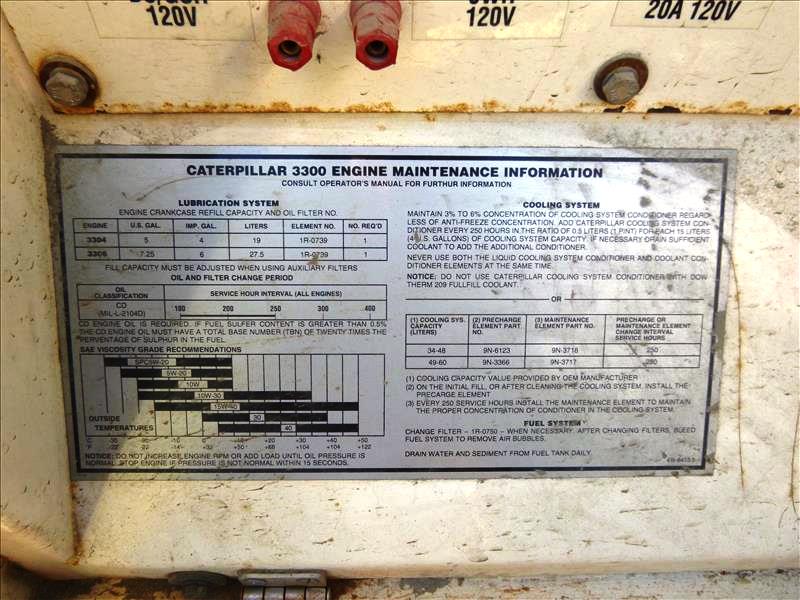 120V
120V
20A 120V
CATERPILLAR 3300 ENGINE MAINTENANCE INFORMATION
CONSULT OPERATOR'S MANUAL FOR FURTHUR INFORMATION
LUBRICATION SYSTEM
ENGINE CRANKCASE REFILL CAPACITY AND OIL FILTER NO.
ENGINE U.S. GAL. IMP. GAL. LITERS ELEMENT NO. NO. REQ'D
3304 5 4 19 1R-0739 1
3306 7.25 6 27.5 1R-0739 1
FILL CAPACITY MUST BE ADJUSTED WHEN USING AUXILIARY FILTERS
OIL AND FILTER CHANGE PERIOD
OIL CLASSIFICATION SERVICE HOUR INTERVAL (ALL ENGINES)
CD (MIL-L-2104D) 100 200 250 300 400
CD ENGINE OIL IS REQUIRED. IF FUEL SULFER CONTENT IS GREATER THAN 0.5%
THE CD ENGINE OIL MUST HAVE A TOTAL BASE NUMBER (TBN) OF TWENTY TIMES THE
PERCENTAGE OF SULPHUR IN THE FUEL.
SAE VISCOSITY GRADE RECOMMENDATIONS
SPC5W-20
5W-20
10W
10W-30
15W-40
30
40
OUTSIDE
TEMPERATURES
C -30 -20 -10 0 +10 +20 +30 +40 +50
F -22 -4 +14 +32 +50 +68 +86 +104 +122
NOTICE: DO NOT INCREASE ENGINE RPM OR ADD LOAD UNTIL OIL PRESSURE IS
NORMAL. STOP ENGINE IF PRESSURE IS NOT NORMAL WITHIN 15 SECONDS.
COOLING SYSTEM
MAINTAIN 3% TO 6% CONCENTRATION OF COOLING SYSTEM CONDITIONER REGARD-
LESS OF ANTI-FREEZE CONCENTRATION. ADD CATERPILLAR COOLING SYSTEM CON-
DITIONER EVERY 250 HOURS IN THE RATIO OF 0.5 LITERS (1 PINT) FOR EACH 15 LITERS
(4 U.S. GALLONS) OF COOLING SYSTEM CAPACITY. IF NECESSARY DRAIN SUFFICIENT
COOLANT TO ADD THE ADDITIONAL CONDITIONER.
NEVER USE BOTH THE LIQUID COOLING SYSTEM CONDITIONER AND COOLANT CON-
DITIONER ELEMENTS AT THE SAME TIME.
NOTICE: DO NOT USE CATERPILLAR COOLING SYSTEM CONDITIONER WITH DOW
THERM 209 FULLFILL COOLANT.
OR
(1) COOLING SYS. CAPACITY (LITERS) (2) PRECHARGE ELEMENT PART NO. (3) MAINTENANCE ELEMENT PART NO. PRECHARGE OR MAINTENANCE ELEMENT CHANGE INTERVAL SERVICE HOURS
34-48 9N-6123 9N-3718 250
49-60 9N-3366 9N-3717 250
(1) COOLING CAPACITY VALUE PROVIDED BY OEM MANUFACTURER
(2) ON THE INITIAL FILL, OR AFTER CLEANING THE COOLING SYSTEM, INSTALL THE
PRECARGE ELEMENT
(3) EVERY 250 SERVICE HOURS INSTALL THE MAINTENANCE ELEMENT TO MAINTAIN
THE PROPER CONCENTRATION OF CONDITIONER IN THE COOLING SYSTEM.
FUEL SYSTEM
CHANGE FILTER - 1R-0750 - WHEN NECESSARY. AFTER CHANGING FILTERS, BLEED
FUEL SYSTEM TO REMOVE AIR BUBBLES.
DRAIN WATER AND SEDIMENT FROM FUEL TANK DAILY